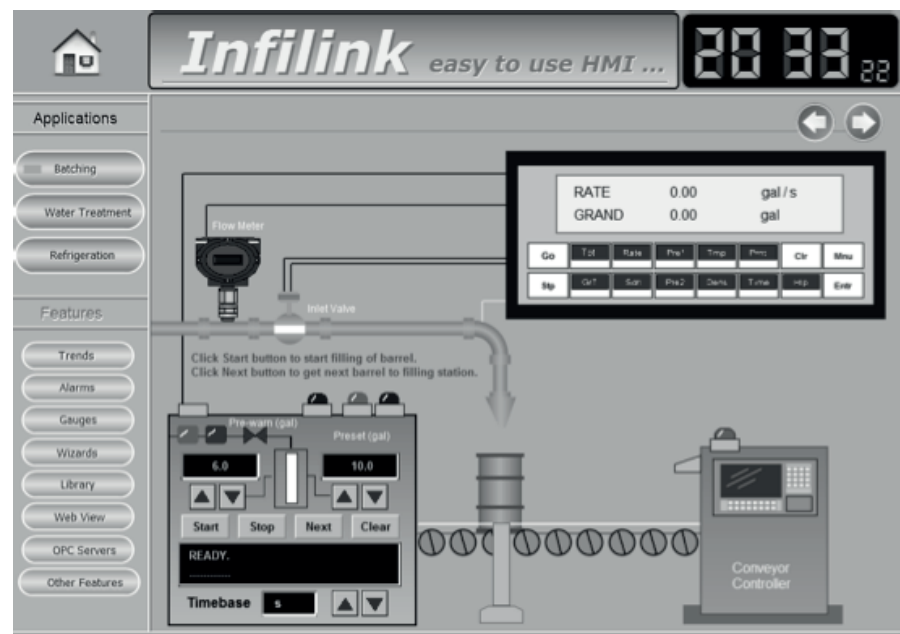 Infilink easy to use HMI ...
20 33 22
Applications
Batching
Water Treatment
Refrigeration
Features
Trends
Alarms
Gauges
Wizards
Library
Web View
OPC Servers
Other Features
RATE 0.00 gal/s
GRAND 0.00 gal
Go Tot Rate Pre1 Tmp Clr Mnu
Stp GrT Pre2 Dens Time Hlp Entr
Flow Meter
Inlet Valve
Click Start button to start filling of barrel.
Click Next button to get next barrel to filling station.
Pre-warn (gal) Preset (gal)
6.0 10.0
Start Stop Next Clear
READY.
Timebase s
Conveyor
Controller